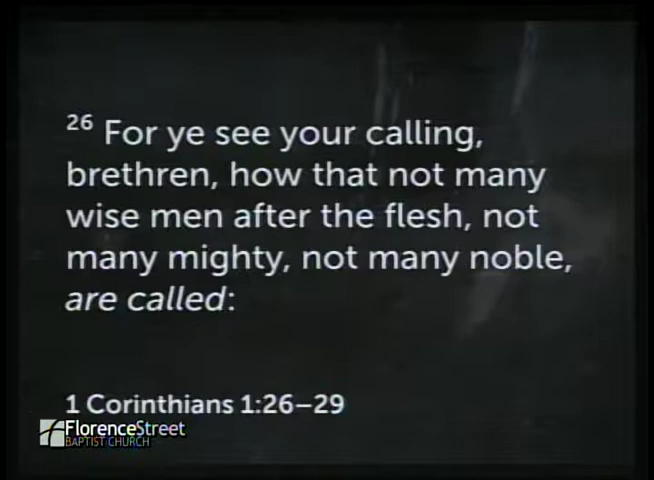 26 For ye see your calling,
brethren, how that not many
wise men after the flesh, not
many mighty, not many noble,
are called:
1 Corinthians 1:26–29
FlorenceStreet
BAPTIST CHURCH